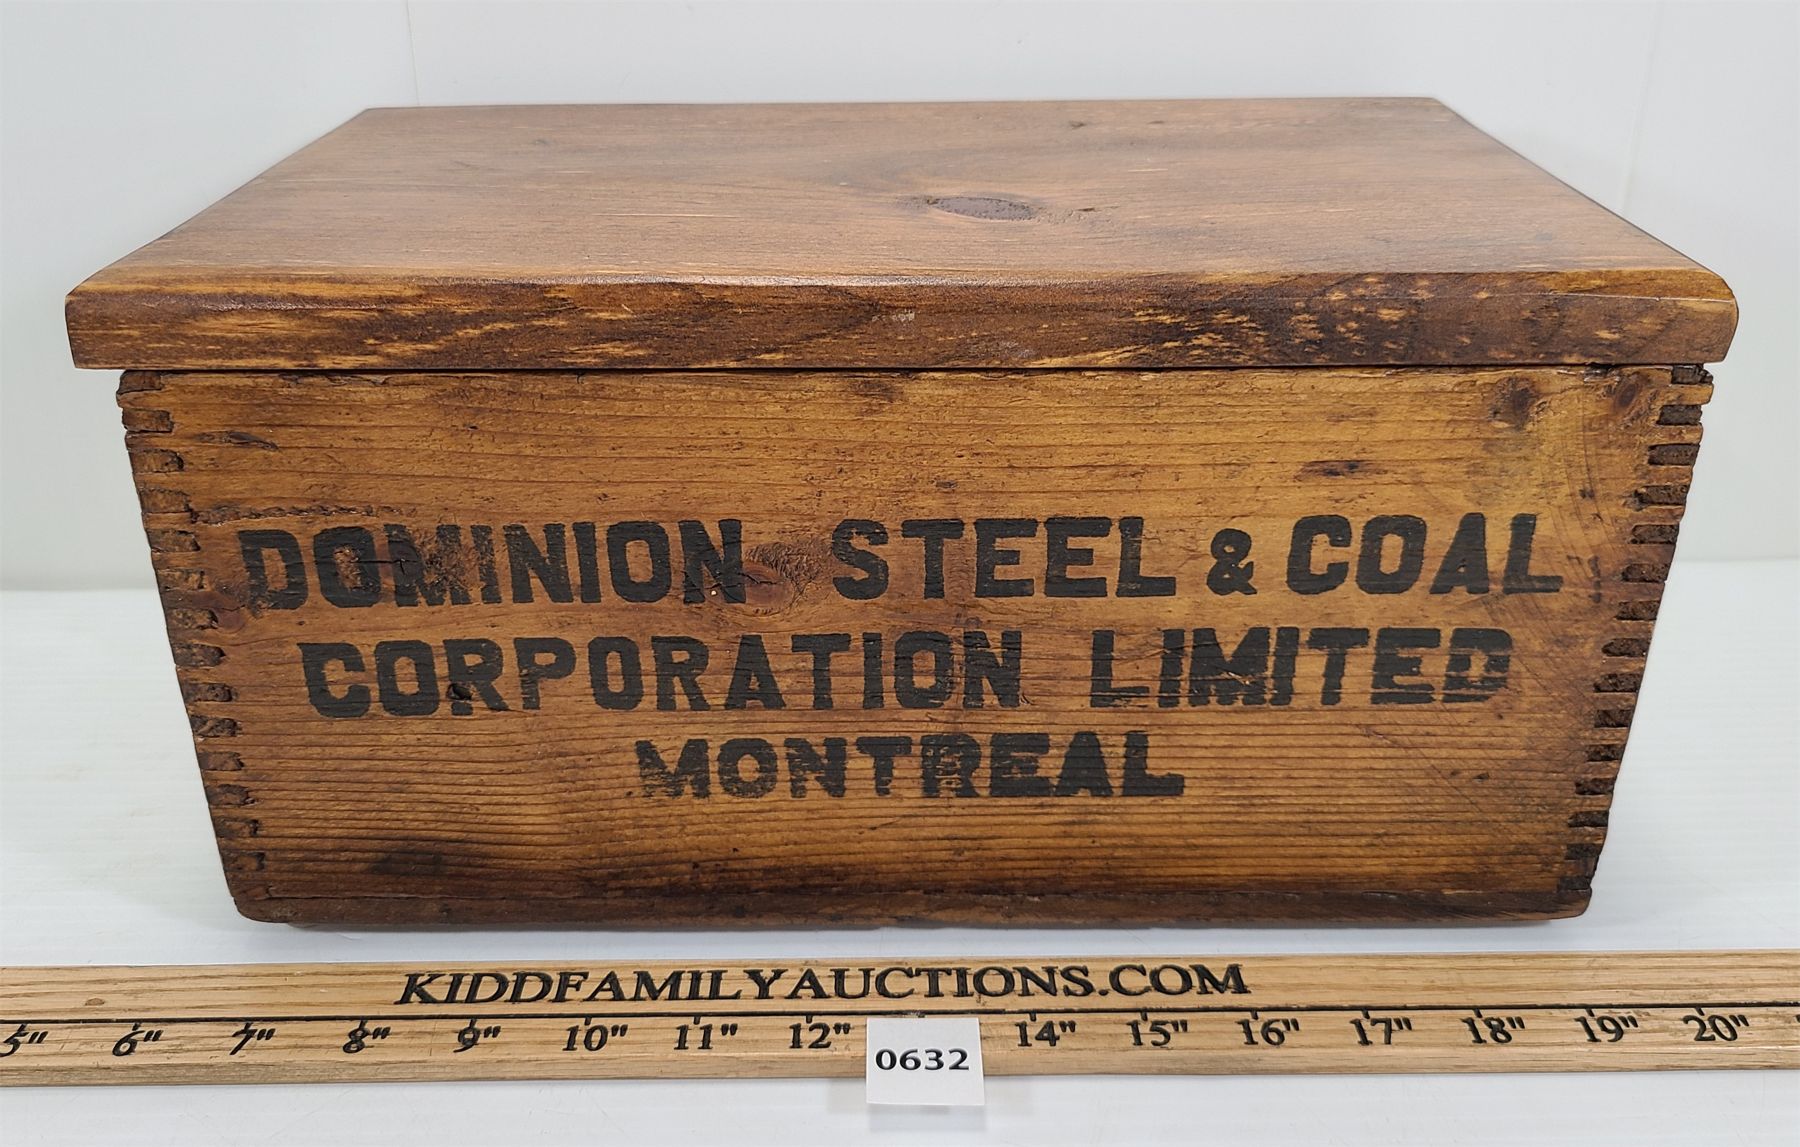 DOMINION STEEL & COAL
CORPORATION LIMITED
MONTREAL
KIDDFAMILYAUCTIONS.COM
5" 6" 7" 8" 9" 10" 11" 12" 14" 15" 16" 17" 18" 19" 20"
0632